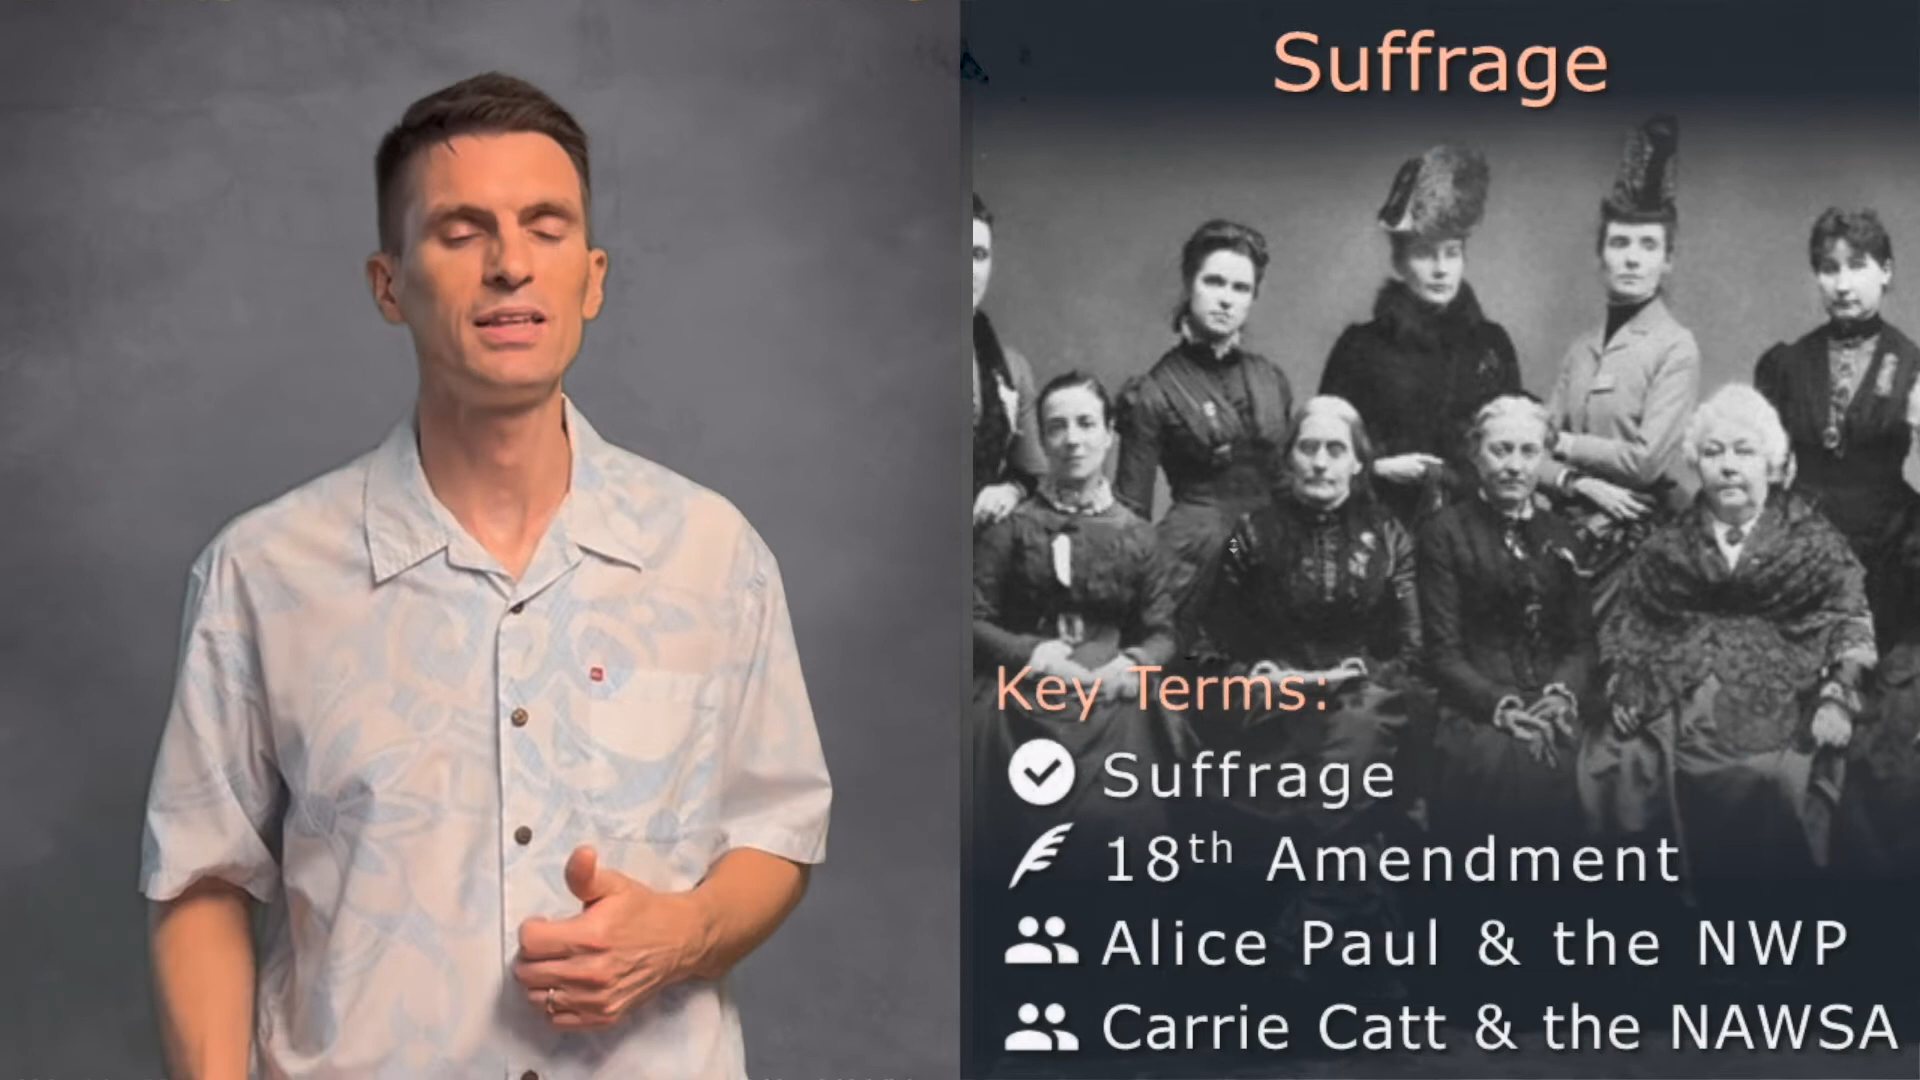 Suffrage
Key Terms:
Suffrage
18th Amendment
Alice Paul & the NWP
Carrie Catt & the NAWSA